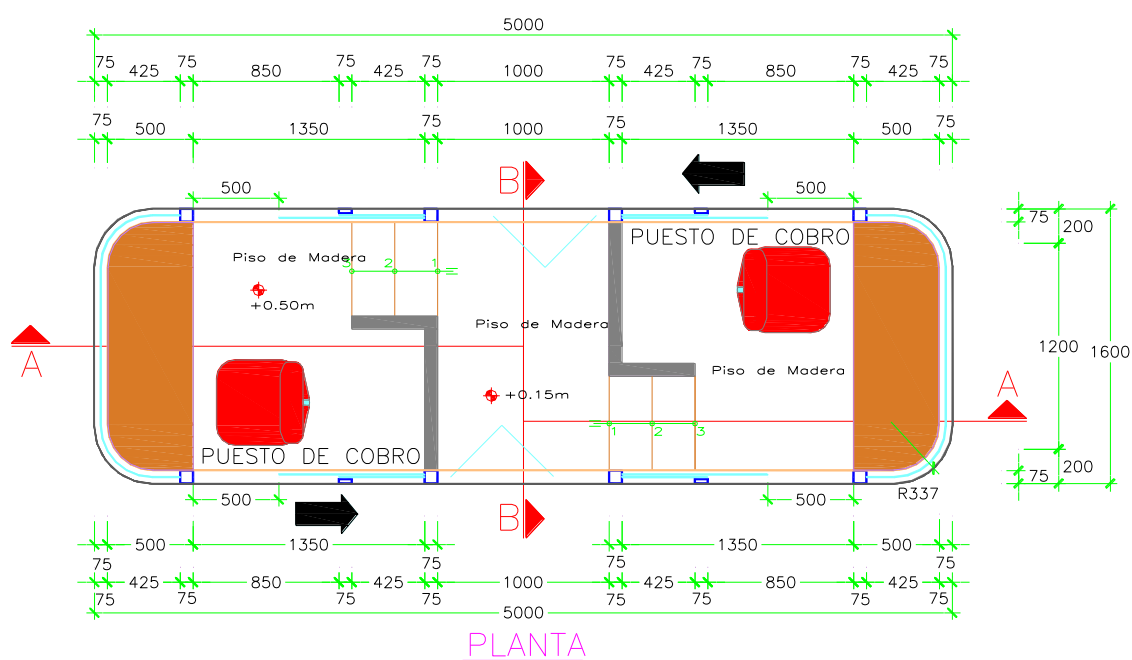 5000
75 425 75 850 75 425 75 1000 75 425 75 850 75 425 75
75 500 1350 75 1000 75 1350 500 75
B
500 500
PUESTO DE COBRO
75 200
Piso de Madera
3 2 1
+0.50m
Piso de Madera
A
1200 1600
Piso de Madera
+0.15m
A
1 2 3
PUESTO DE COBRO
75 200
R337
500 500
B
500 1350 1350 500
75 75 75 75
425 850 425 1000 425 850 425
75 75 75 75 75 75 75 75
5000
PLANTA